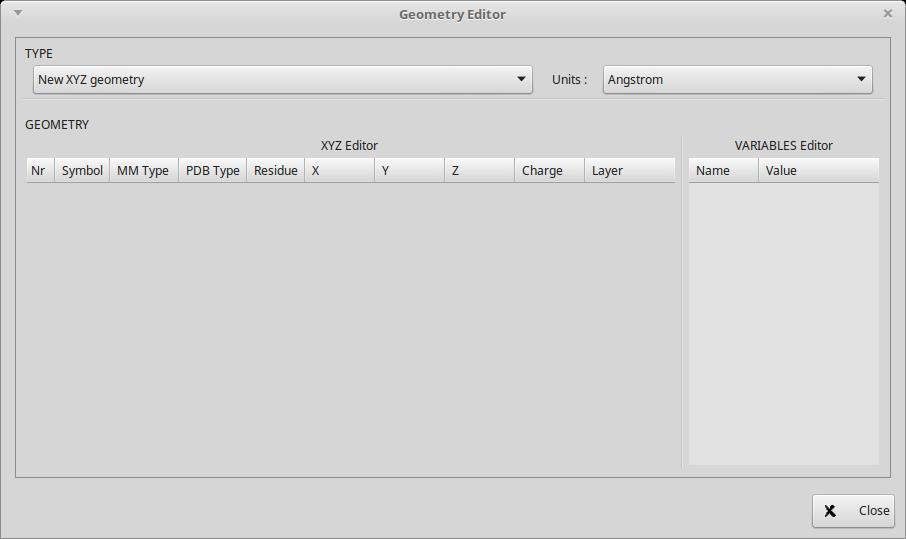 Geometry Editor
TYPE
New XYZ geometry Units : Angstrom
GEOMETRY
XYZ Editor VARIABLES Editor
Nr Symbol MM Type PDB Type Residue X Y Z Charge Layer Name Value
Close